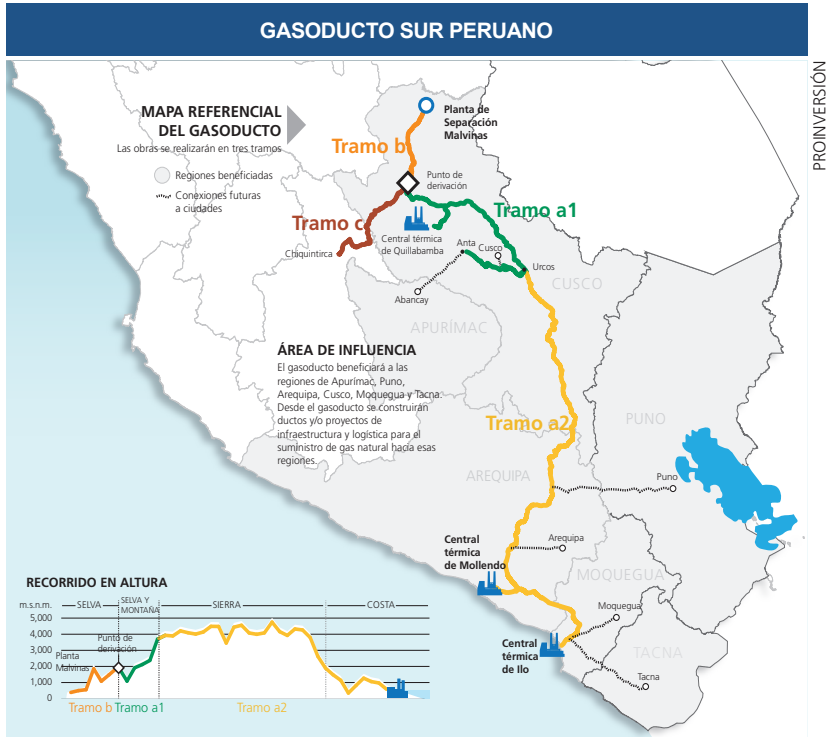 GASODUCTO SUR PERUANO
PROINVERSIÓN
MAPA REFERENCIAL
DEL GASODUCTO
Las obras se realizarán en tres tramos
Regiones beneficiadas
Conexiones futuras
a ciudades
Planta de
Separación
Malvinas
Tramo b
Punto de
derivación
Tramo c
Tramo a1
Chiquintirca
Central térmica
de Quillabamba
Anta
Cusco
Urcos
Abancay
CUSCO
APURÍMAC
ÁREA DE INFLUENCIA
El gasoducto beneficiará a las
regiones de Apurímac, Puno,
Arequipa, Cusco, Moquegua y Tacna.
Desde el gasoducto se construirán
ductos y/o proyectos de
infraestructura y logística para el
suministro de gas natural hacía esas
regiones.
Tramo a2
PUNO
AREQUIPA
Puno
Central
térmica
de Mollendo
Arequipa
MOQUEGUA
Moquegua
Central
térmica
de Ilo
TACNA
Tacna
RECORRIDO EN ALTURA
m.s.n.m.
SELVA
SELVA Y
MONTAÑA
SIERRA
COSTA
5,000
4,000
3,000
2,000
1,000
0
Planta
Malvinas
Punto de
derivación
Tramo b
Tramo a1
Tramo a2